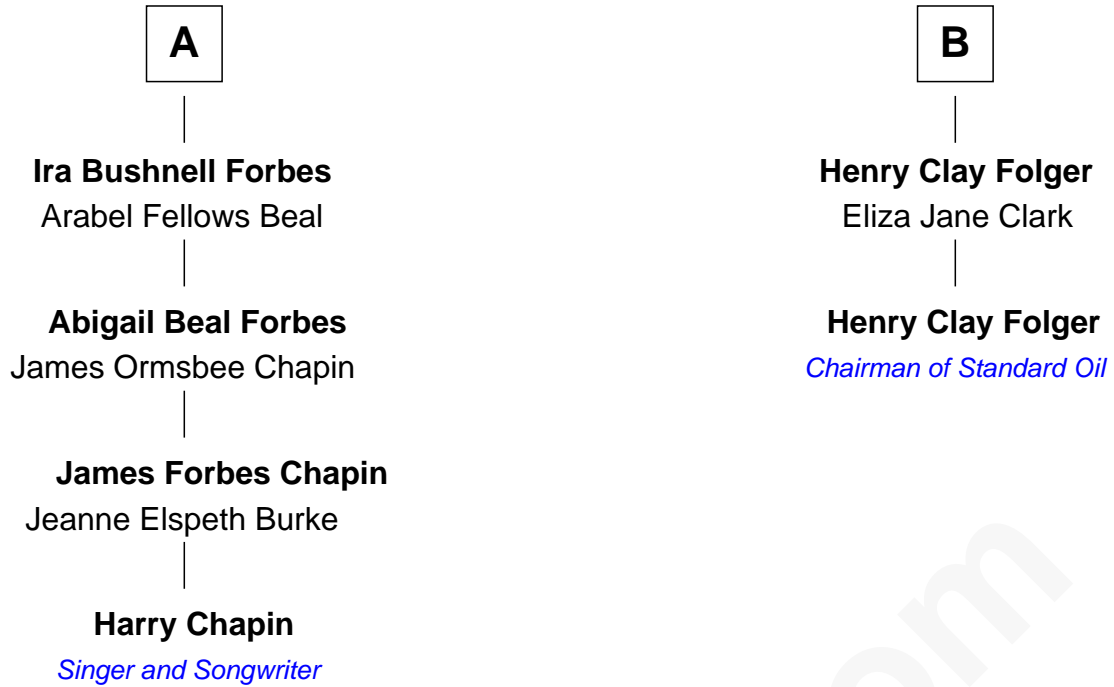 A
Ira Bushnell Forbes
Arabel Fellows Beal
Abigail Beal Forbes
James Ormsbee Chapin
James Forbes Chapin
Jeanne Elspeth Burke
Harry Chapin
Singer and Songwriter
B
Henry Clay Folger
Eliza Jane Clark
Henry Clay Folger
Chairman of Standard Oil
om